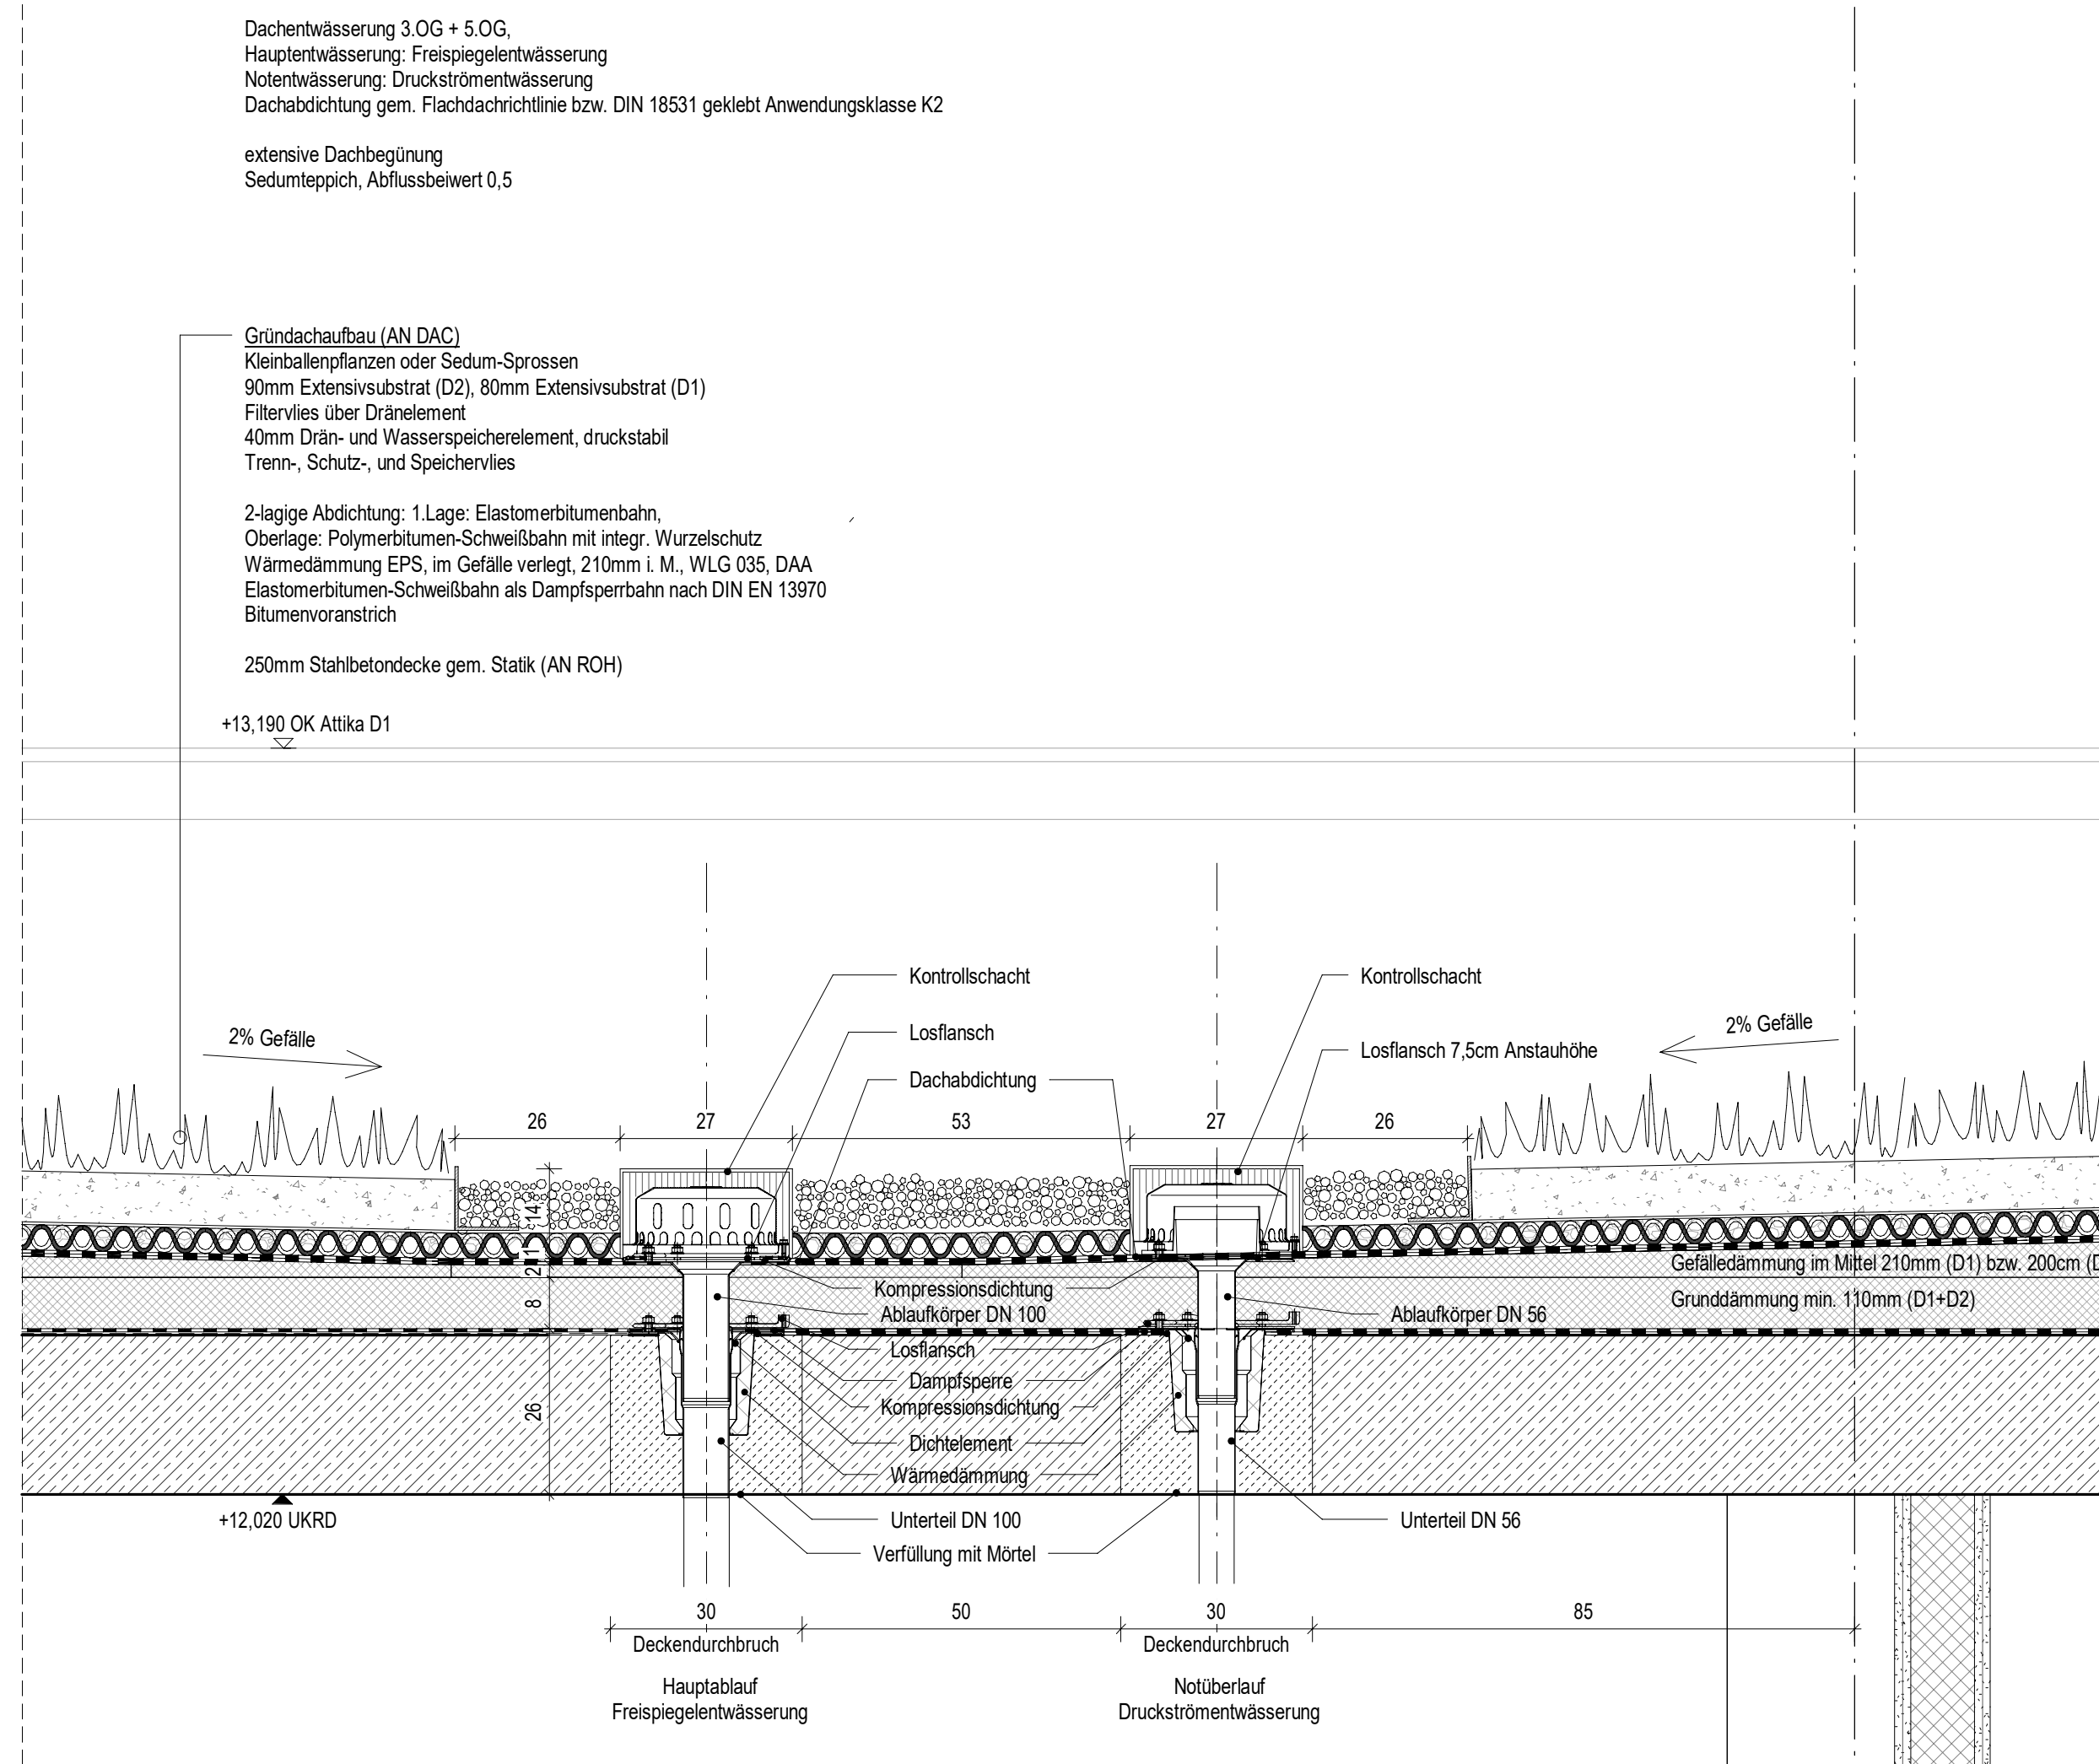 Dachentwässerung 3.OG + 5.OG,
Hauptentwässerung: Freispiegelentwässerung
Notentwässerung: Druckströmentwässerung
Dachabdichtung gem. Flachdachrichtlinie bzw. DIN 18531 geklebt Anwendungsklasse K2
extensive Dachbegünung
Sedumteppich, Abflussbeiwert 0,5
Gründachaufbau (AN DAC)
Kleinballenpflanzen oder Sedum-Sprossen
90mm Extensivsubstrat (D2), 80mm Extensivsubstrat (D1)
Filtervlies über Dränelement
40mm Drän- und Wasserspeicherelement, druckstabil
Trenn-, Schutz-, und Speichervlies
2-lagige Abdichtung: 1.Lage: Elastomerbitumenbahn,
Oberlage: Polymerbitumen-Schweißbahn mit integr. Wurzelschutz
Wärmedämmung EPS, im Gefälle verlegt, 210mm i. M., WLG 035, DAA
Elastomerbitumen-Schweißbahn als Dampfsperrbahn nach DIN EN 13970
Bitumenvoranstrich
250mm Stahlbetondecke gem. Statik (AN ROH)
+13,190 OK Attika D1
Kontrollschacht
Kontrollschacht
2% Gefälle
Losflansch
2% Gefälle
Losflansch 7,5cm Anstauhöhe
Dachabdichtung
26 27 53 27 26
8
26
Gefälledämmung im Mittel 210mm (D1) bzw. 200cm (D
Kompressionsdichtung
Grunddämmung min. 110mm (D1+D2)
Ablaufkörper DN 100
Ablaufkörper DN 56
Losflansch
Dampfsperre
Kompressionsdichtung
Dichtelement
Wärmedämmung
+12,020 UKRD
Unterteil DN 100
Unterteil DN 56
Verfüllung mit Mörtel
30 50 30 85
Deckendurchbruch
Deckendurchbruch
Hauptablauf
Freispiegelentwässerung
Notüberlauf
Druckströmentwässerung